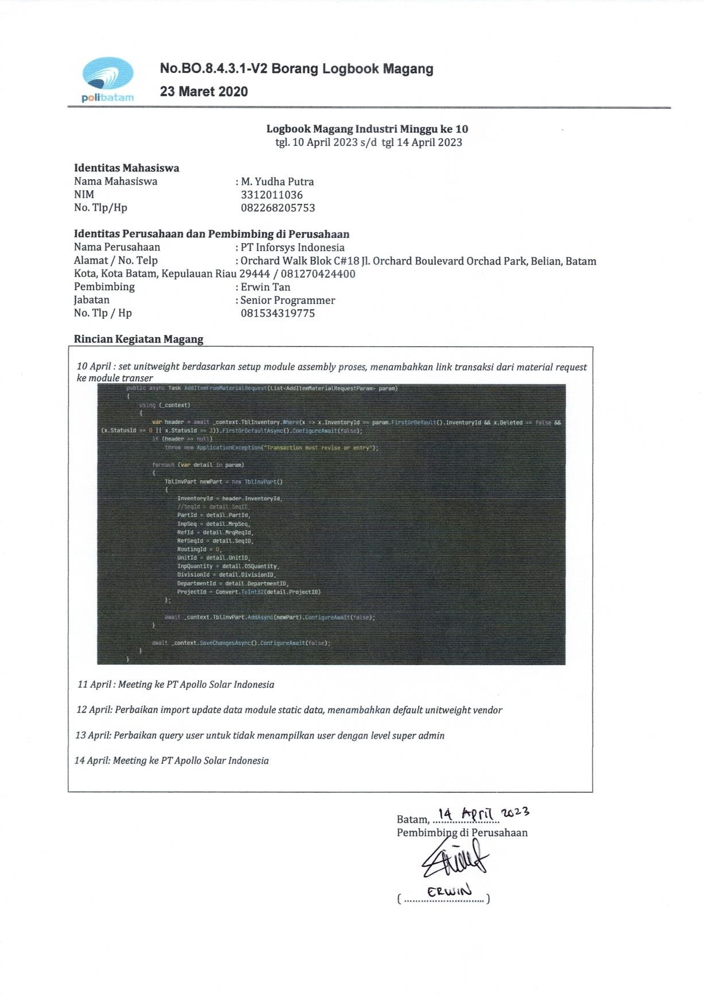 polibatam
No.BO.8.4.3.1-V2 Borang Logbook Magang
23 Maret 2020
Logbook Magang Industri Minggu ke 10
tgl. 10 April 2023 s/d tgl 14 April 2023
Identitas Mahasiswa
Nama Mahasiswa : M. Yudha Putra
NIM 3312011036
No. Tlp/Hp 082268205753
Identitas Perusahaan dan Pembimbing di Perusahaan
Nama Perusahaan : PT Inforsys Indonesia
Alamat / No. Telp : Orchard Walk Blok C#18 Jl. Orchard Boulevard Orchad Park, Belian, Batam
Kota, Kota Batam, Kepulauan Riau 29444 / 081270424400
Pembimbing : Erwin Tan
Jabatan : Senior Programmer
No. Tlp / Hp 081534319775
Rincian Kegiatan Magang
10 April : set unitweight berdasarkan setup module assembly proses, menambahkan link transaksi dari material request
ke module transer
public async Task AddItemFromMaterialRequest(List<AddItemMaterialRequestParam> param)
{
using (_context)
{
var header = await _context.TblInventory.Where(x => x.InventoryId == param.FirstOrDefault().InventoryId && x.Deleted == false &&
(x.StatusId == 0 || x.StatusId == 3)).FirstOrDefaultAsync().ConfigureAwait(false);
if (header == null)
throw new ApplicationException("Transaction must revise or entry");
foreach (var detail in param)
{
TblInvPart newPart = new TblInvPart()
{
InventoryId = header.InventoryId,
//SeqId = detail.SeqID,
PartId = detail.PartId,
InpSeq = detail.MrpSeq,
RefId = detail.MrqReqId,
RefSeqId = detail.SeqID,
RoutingId = 0,
UnitId = detail.UnitID,
InpQuantity = detail.OSQuantity,
DivisionId = detail.DivisionID,
DepartmentId = detail.DepartmentID,
ProjectId = Convert.ToInt32(detail.ProjectID)
};
await _context.TblInvPart.AddAsync(newPart).ConfigureAwait(false);
}
await _context.SaveChangesAsync().ConfigureAwait(false);
}
}
11 April : Meeting ke PT Apollo Solar Indonesia
12 April: Perbaikan import update data module static data, menambahkan default unitweight vendor
13 April: Perbaikan query user untuk tidak menampilkan user dengan level super admin
14 April: Meeting ke PT Apollo Solar Indonesia
Batam, 14 April 2023
Pembimbing di Perusahaan
ERWIN
(...........................)